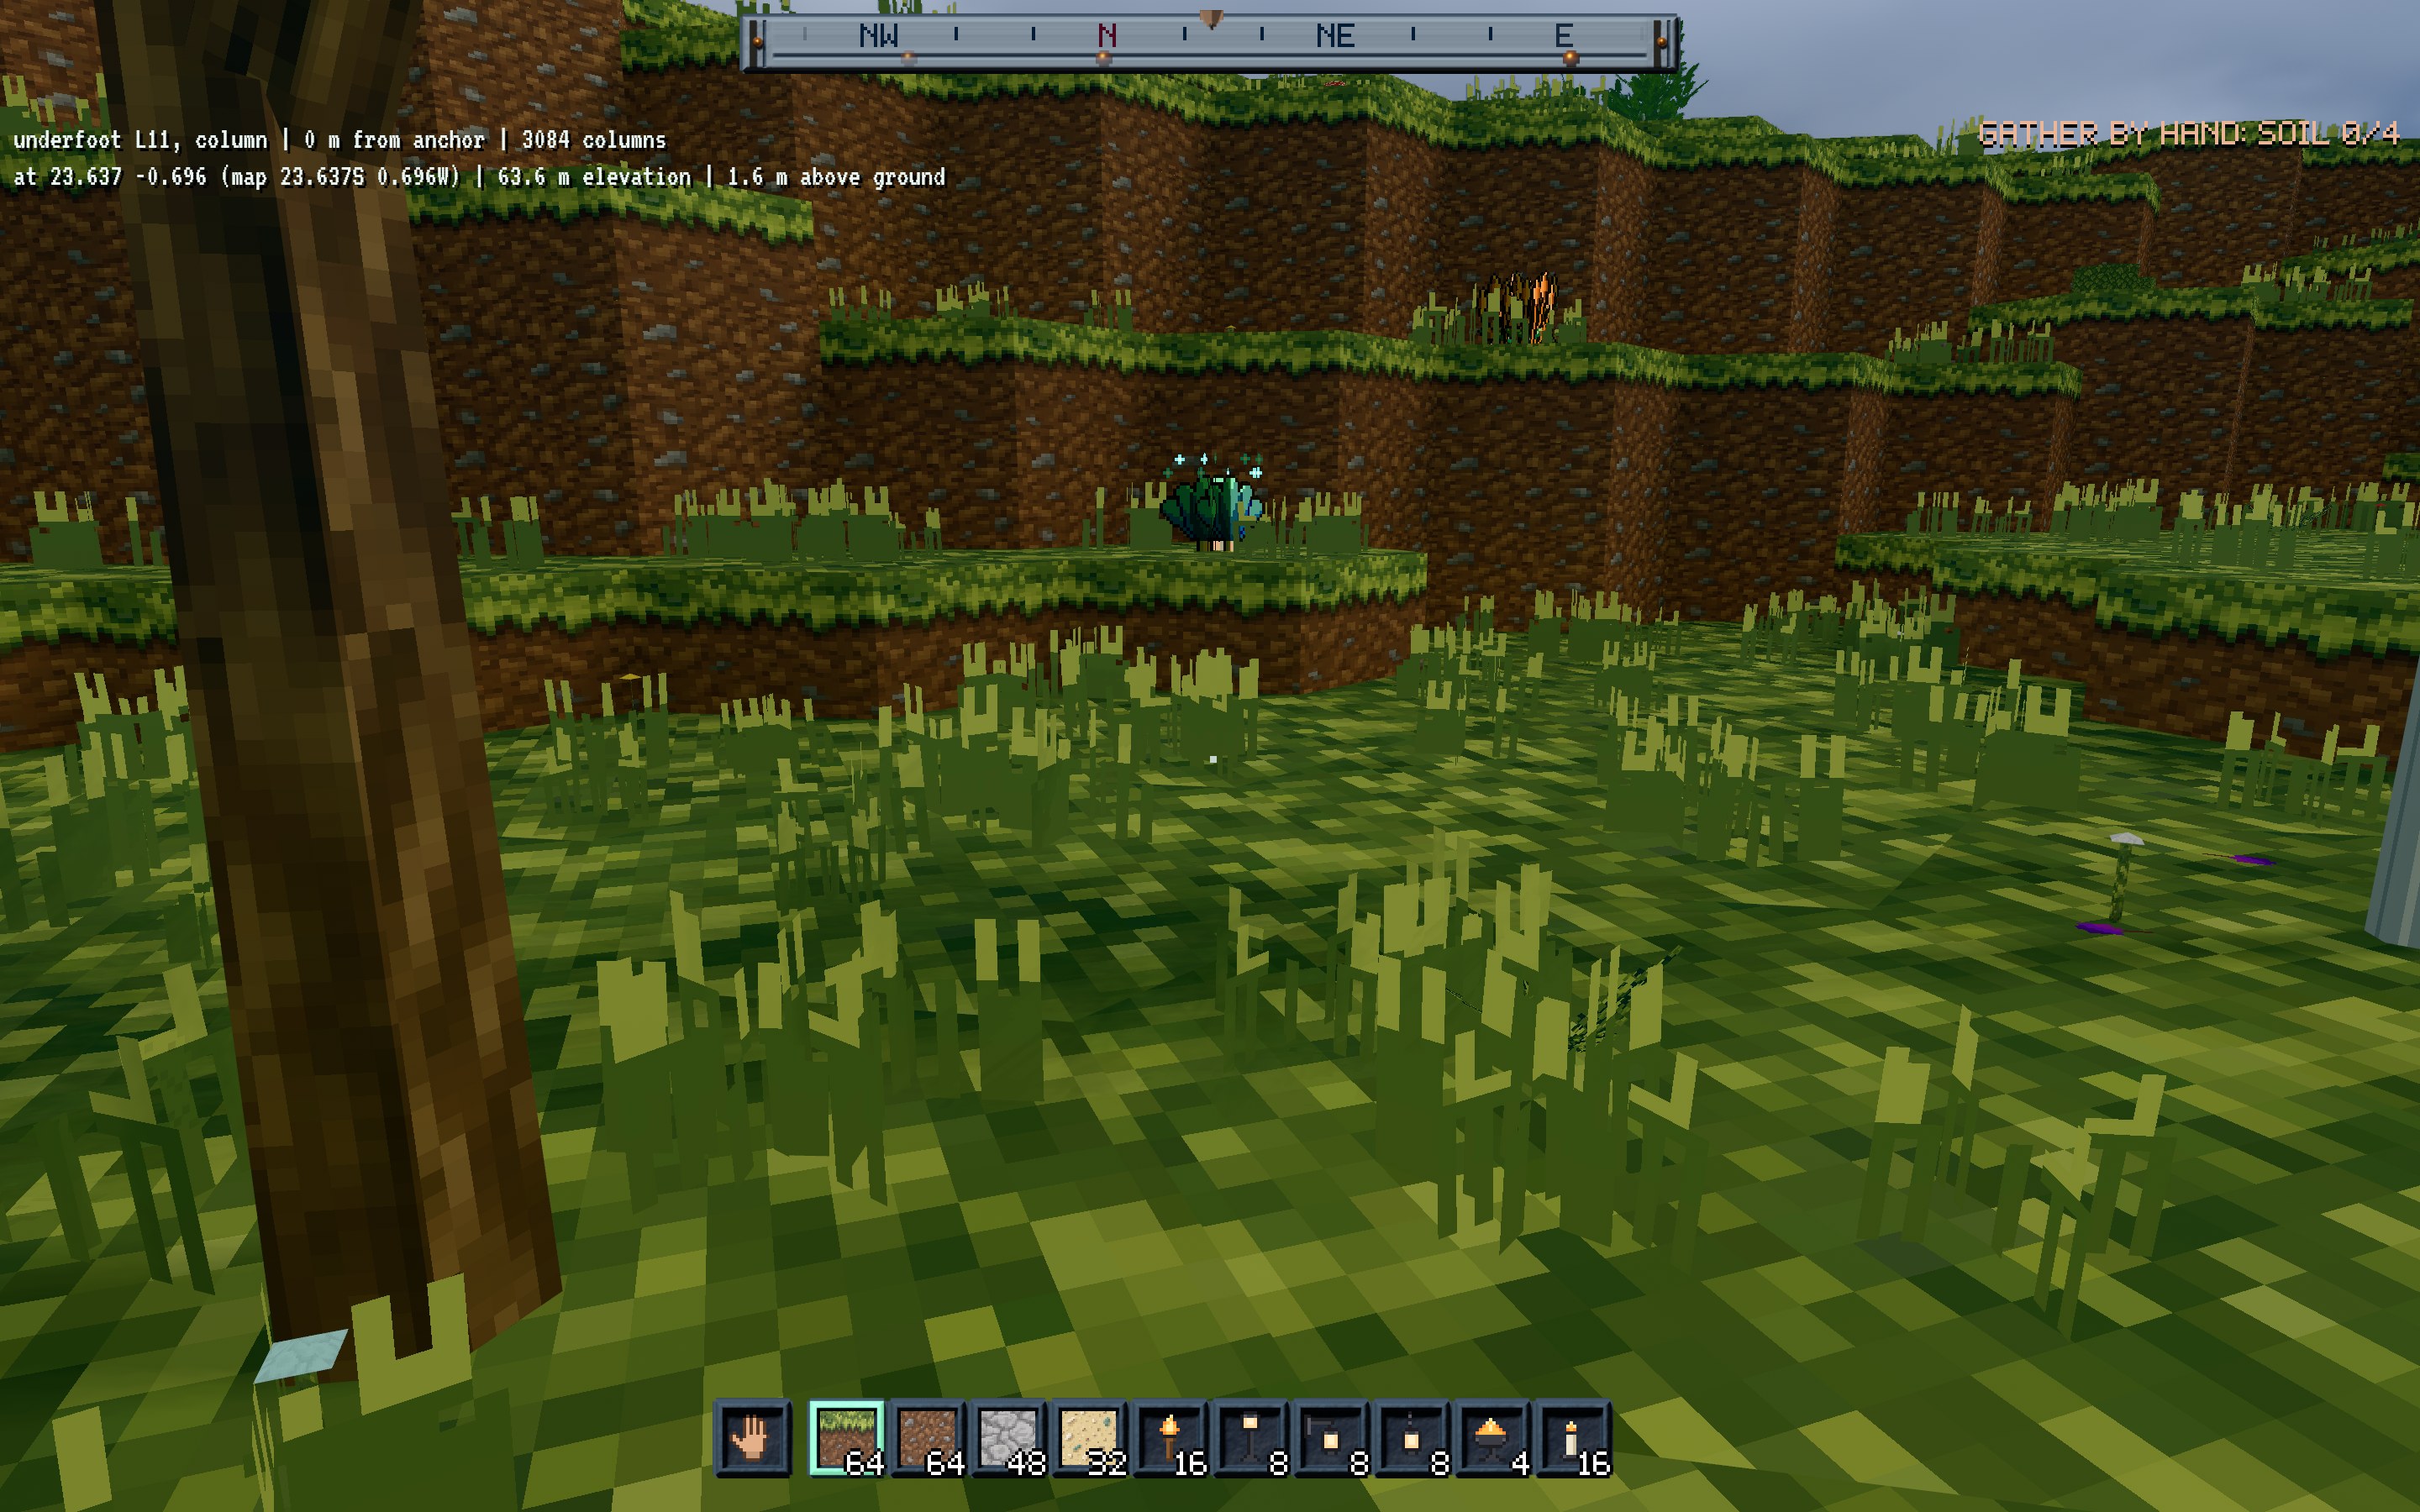 NW N NE E
underfoot L11, column | 0 m from anchor | 3084 columns
GATHER BY HAND: SOIL 0/4
at 23.637 -0.696 (map 23.637S 0.696W) | 63.6 m elevation | 1.6 m above ground
64 64 48 32 16 8 8 8 4 16